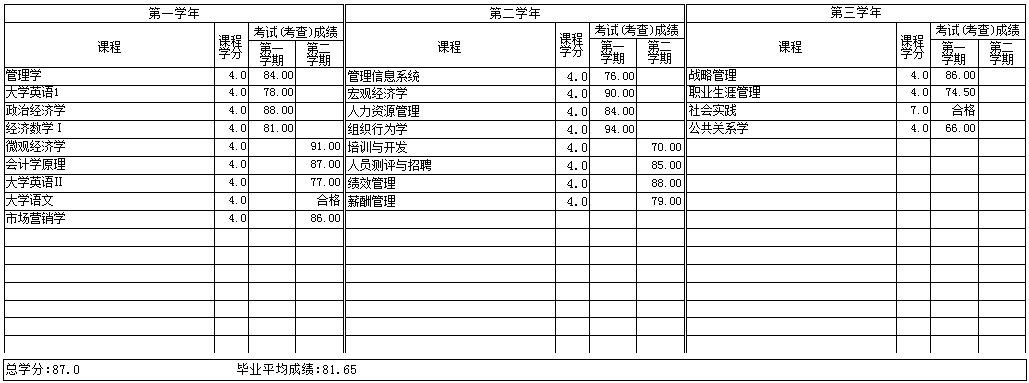 第一学年 第二学年 第三学年
课程 课程学分 考试(考查)成绩 第一学期 第二学期 课程 课程学分 考试(考查)成绩 第一学期 第二学期 课程 课程学分 考试(考查)成绩 第一学期 第二学期
管理学 4.0 84.00 管理信息系统 4.0 76.00 战略管理 4.0 86.00
大学英语1 4.0 78.00 宏观经济学 4.0 90.00 职业生涯管理 4.0 74.50
政治经济学 4.0 88.00 人力资源管理 4.0 84.00 社会实践 7.0 合格
经济数学Ⅰ 4.0 81.00 组织行为学 4.0 94.00 公共关系学 4.0 66.00
微观经济学 4.0 91.00 培训与开发 4.0 70.00
会计学原理 4.0 87.00 人员测评与招聘 4.0 85.00
大学英语Ⅱ 4.0 77.00 绩效管理 4.0 88.00
大学语文 4.0 合格 薪酬管理 4.0 79.00
市场营销学 4.0 86.00
总学分:87.0 毕业平均成绩:81.65